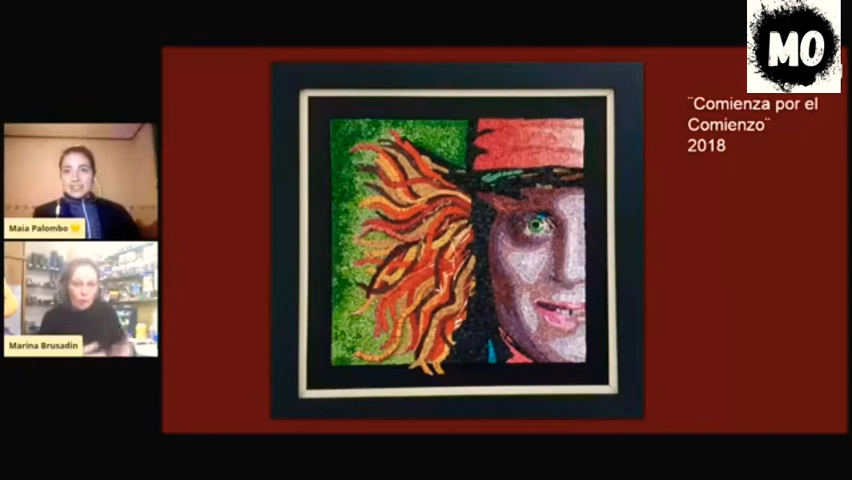 MO
¨Comienza por el
Comienzo¨
2018
Maia Palombo
Marina Brusadin